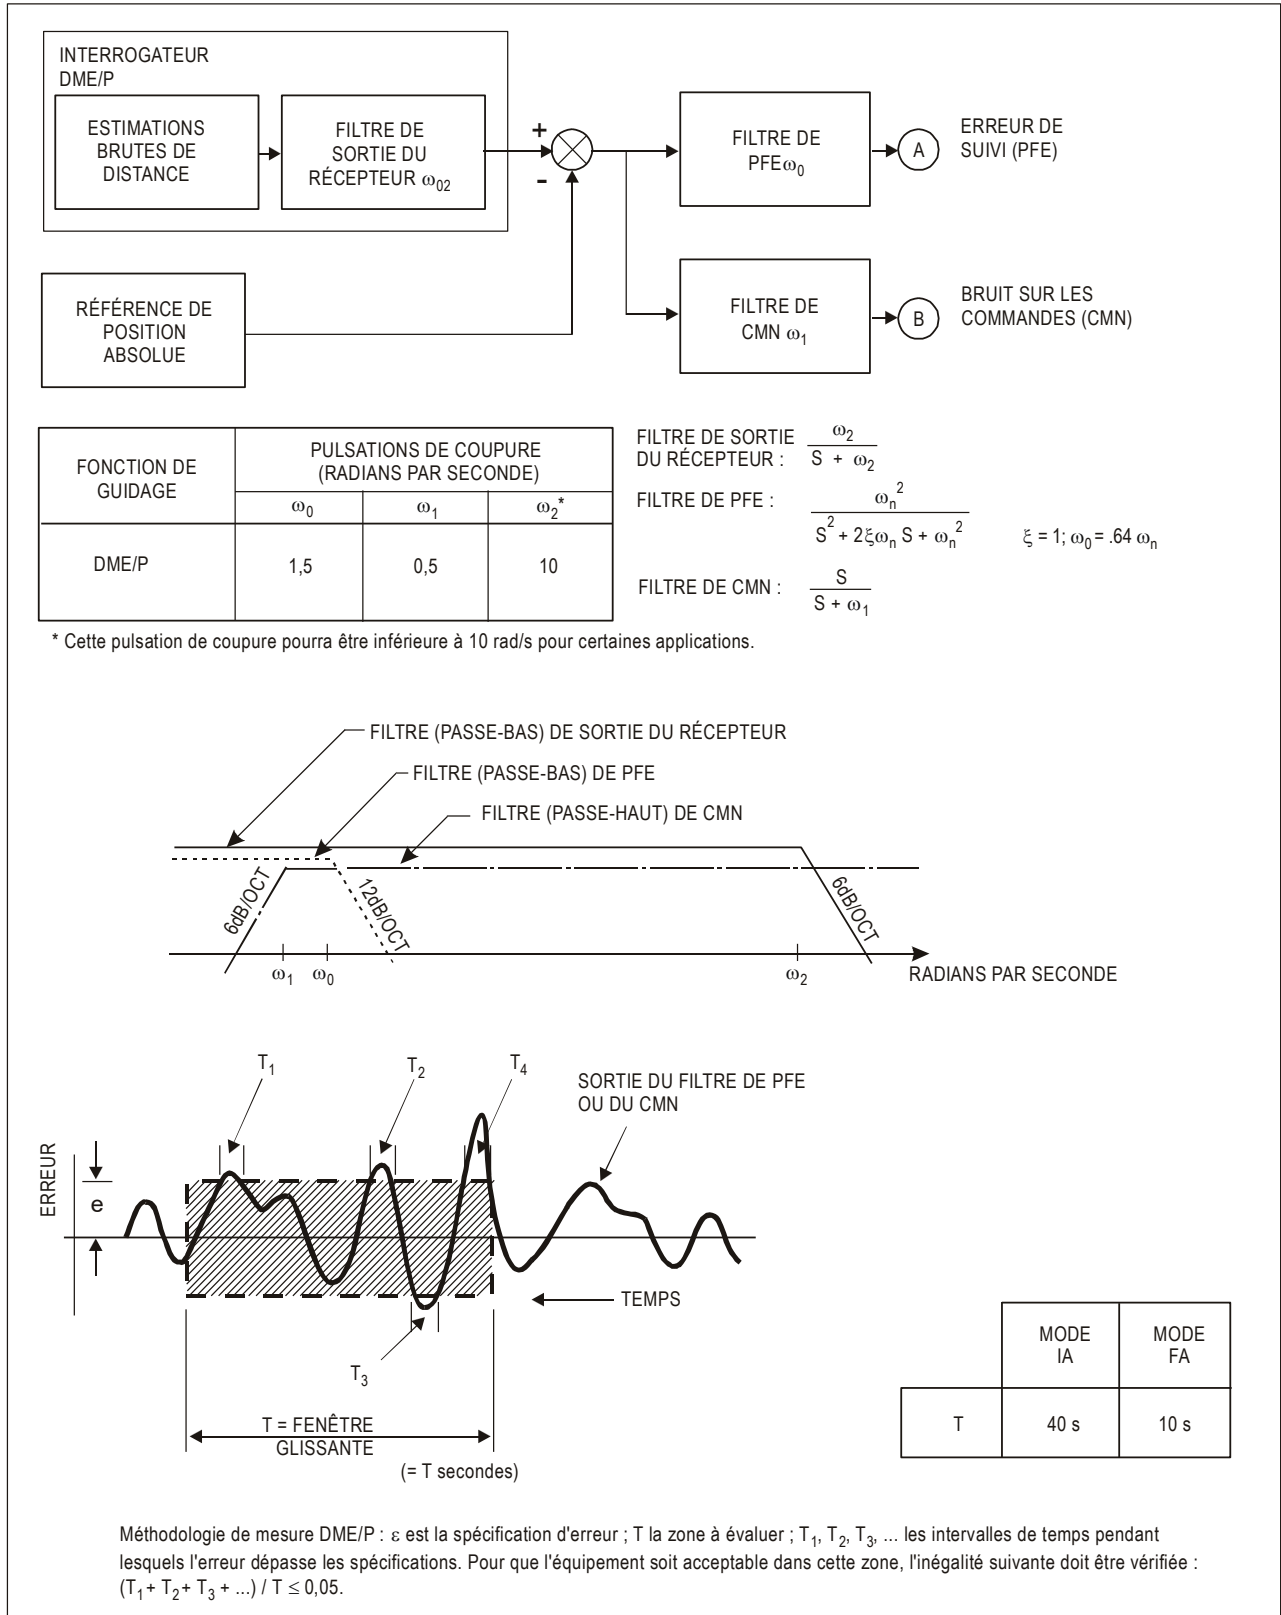 INTERROGATEUR
DME/P
ESTIMATIONS
BRUTES DE
DISTANCE
FILTRE DE
SORTIE DU
RÉCEPTEUR ω02
+
-
FILTRE DE
PFEω0
A
ERREUR DE
SUIVI (PFE)
RÉFÉRENCE DE
POSITION
ABSOLUE
FILTRE DE
CMN ω1
B
BRUIT SUR LES
COMMANDES (CMN)
FONCTION DE
GUIDAGE
PULSATIONS DE COUPURE
(RADIANS PAR SECONDE)
ω0 ω1 ω2*
DME/P 1,5 0,5 10
FILTRE DE SORTIE
DU RÉCEPTEUR :
ω2
S + ω2
FILTRE DE PFE :
ωn²
S² + 2ξωn S + ωn²
ξ = 1; ω0 = .64 ωn
FILTRE DE CMN :
S
S + ω1
* Cette pulsation de coupure pourra être inférieure à 10 rad/s pour certaines applications.
FILTRE (PASSE-BAS) DE SORTIE DU RÉCEPTEUR
FILTRE (PASSE-BAS) DE PFE
FILTRE (PASSE-HAUT) DE CMN
6dB/OCT
12dB/OCT
6dB/OCT
ω1 ω0 ω2
RADIANS PAR SECONDE
T1 T2 T4
SORTIE DU FILTRE DE PFE
OU DU CMN
ERREUR
e
TEMPS
T3
T = FENÊTRE
GLISSANTE
(= T secondes)
MODE
IA
MODE
FA
T 40 s 10 s
Méthodologie de mesure DME/P : ε est la spécification d'erreur ; T la zone à évaluer ; T1, T2, T3, ... les intervalles de temps pendant
lesquels l'erreur dépasse les spécifications. Pour que l'équipement soit acceptable dans cette zone, l'inégalité suivante doit être vérifiée :
(T1 + T2 + T3 + ...) / T ≤ 0,05.